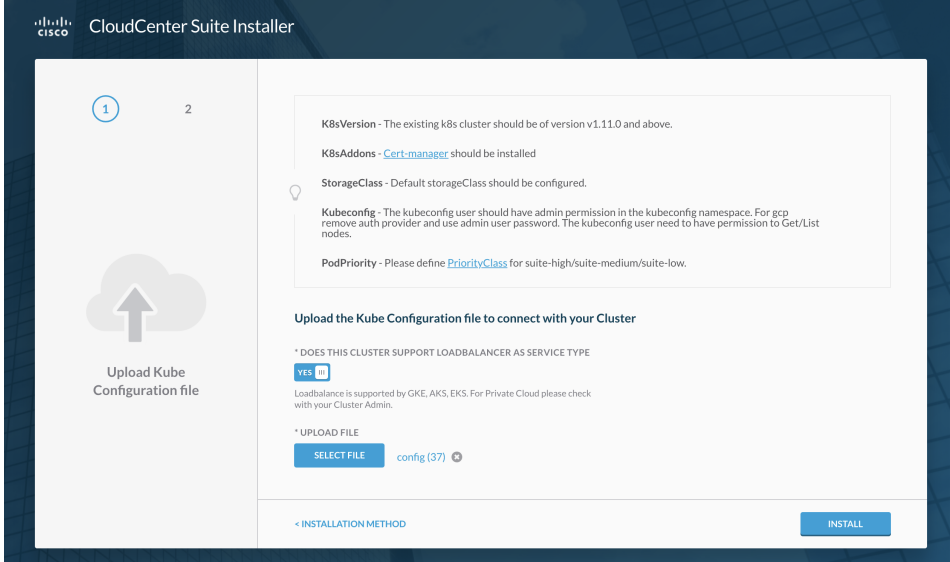 CISCO
CloudCenter Suite Installer
1
2
K8sVersion - The existing k8s cluster should be of version v1.11.0 and above.
K8sAddons - Cert-manager should be installed
StorageClass - Default storageClass should be configured.
Kubeconfig - The kubeconfig user should have admin permission in the kubeconfig namespace. For gcp
remove auth provider and use admin user password. The kubeconfig user need to have permission to Get/List
nodes.
PodPriority - Please define PriorityClass for suite-high/suite-medium/suite-low.
Upload Kube
Configuration file
Upload the Kube Configuration file to connect with your Cluster
* DOES THIS CLUSTER SUPPORT LOADBALANCER AS SERVICE TYPE
YES
Loadbalance is supported by GKE, AKS, EKS. For Private Cloud please check
with your Cluster Admin.
* UPLOAD FILE
SELECT FILE
config (37)
< INSTALLATION METHOD
INSTALL